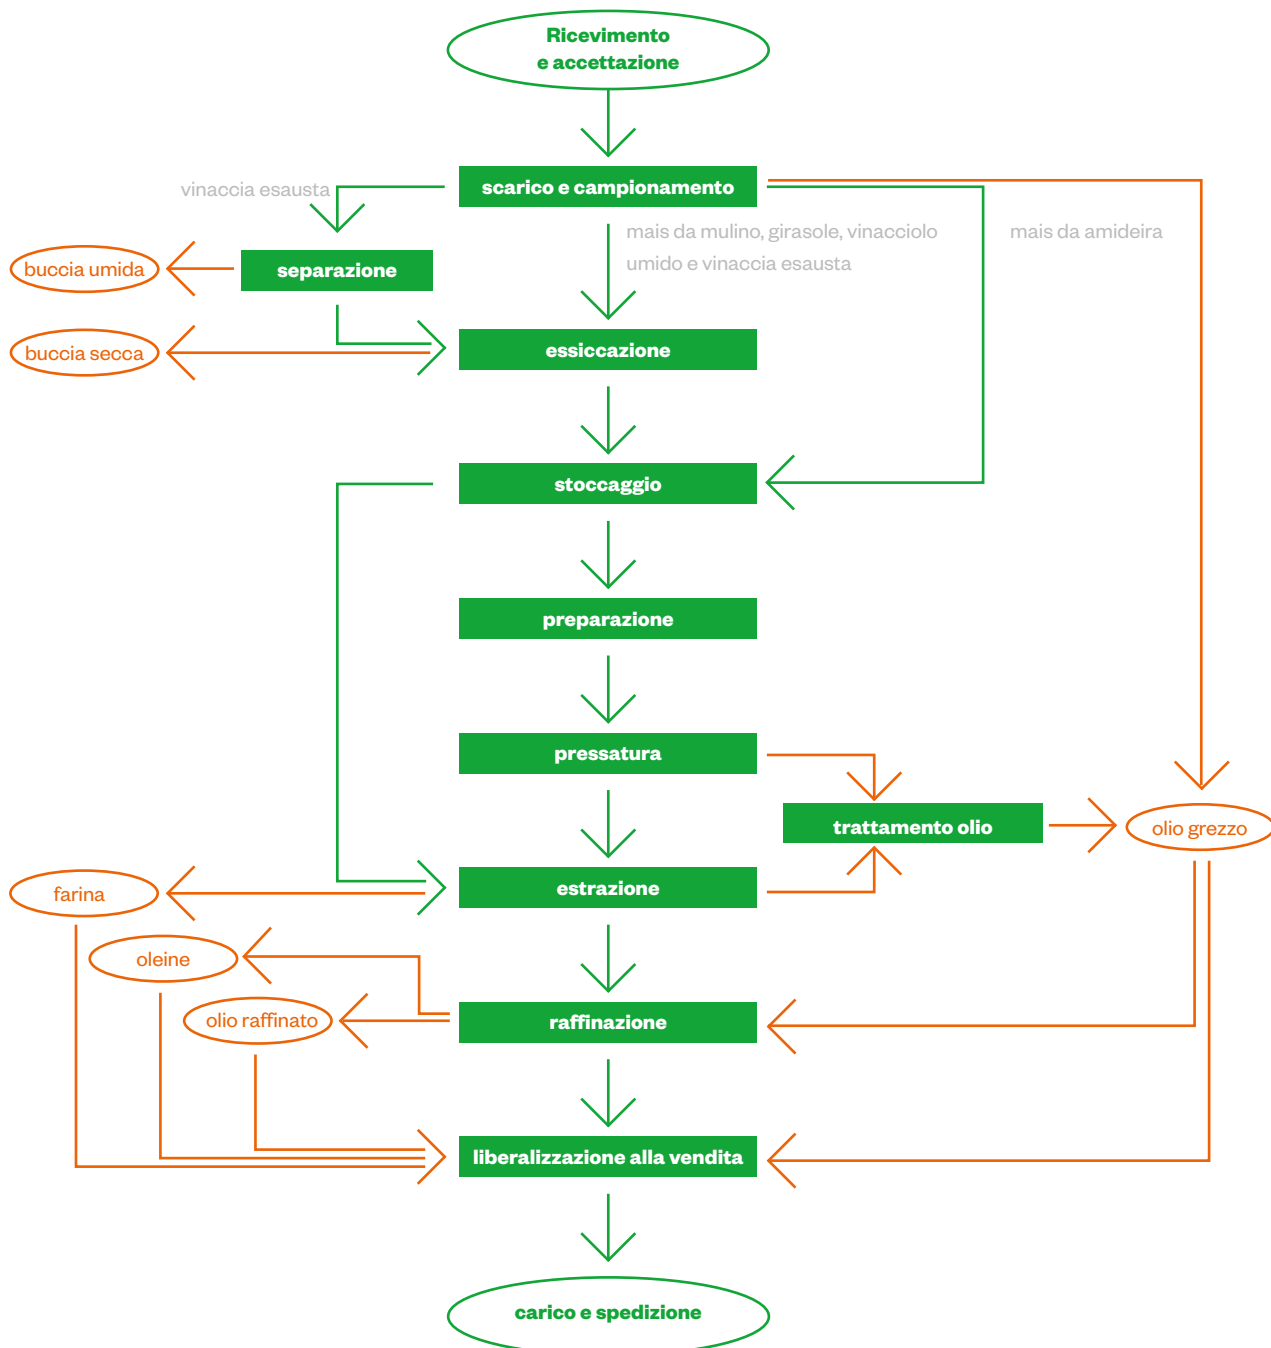 Ricevimento
e accettazione
vinaccia esausta
scarico e campionamento
mais da mulino, girasole, vinacciolo
umido e vinaccia esausta
mais da amideira
buccia umida
separazione
buccia secca
essiccazione
stoccaggio
preparazione
pressatura
trattamento olio
olio grezzo
farina
estrazione
oleine
olio raffinato
raffinazione
liberalizzazione alla vendita
carico e spedizione